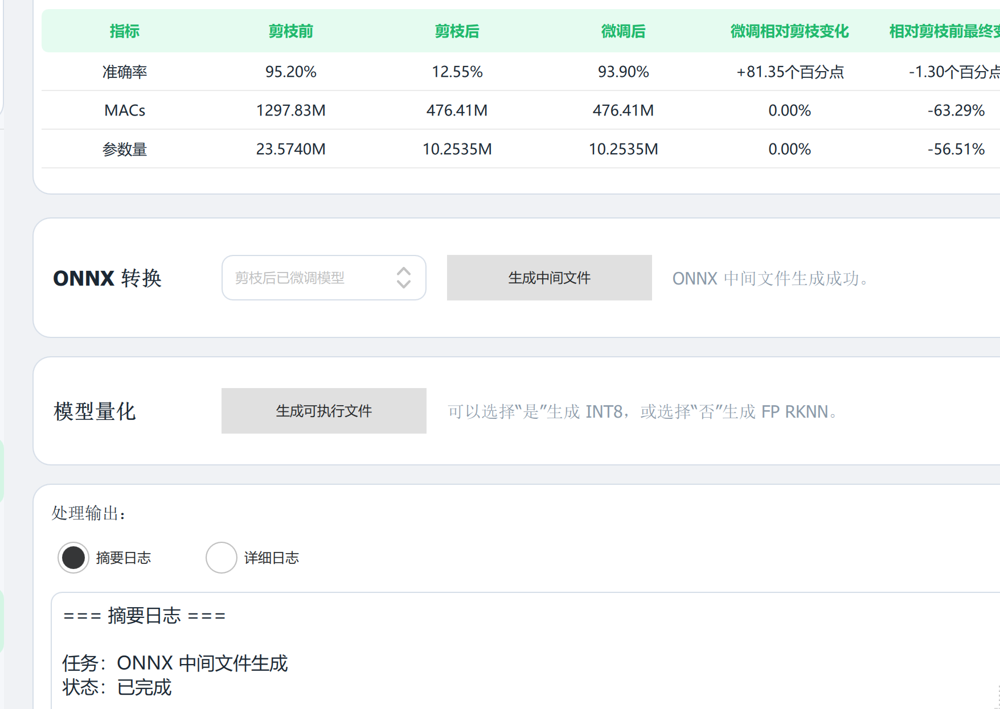 指标 剪枝前 剪枝后 微调后 微调相对剪枝变化 相对剪枝前最终
准确率 95.20% 12.55% 93.90% +81.35个百分点 -1.30个百分点
MACs 1297.83M 476.41M 476.41M 0.00% -63.29%
参数量 23.5740M 10.2535M 10.2535M 0.00% -56.51%
ONNX 转换 剪枝后已微调模型 生成中间文件 ONNX 中间文件生成成功。
模型量化 生成可执行文件 可以选择“是”生成 INT8，或选择“否”生成 FP RKNN。
处理输出：
摘要日志 详细日志
=== 摘要日志 ===
任务：ONNX 中间文件生成
状态：已完成